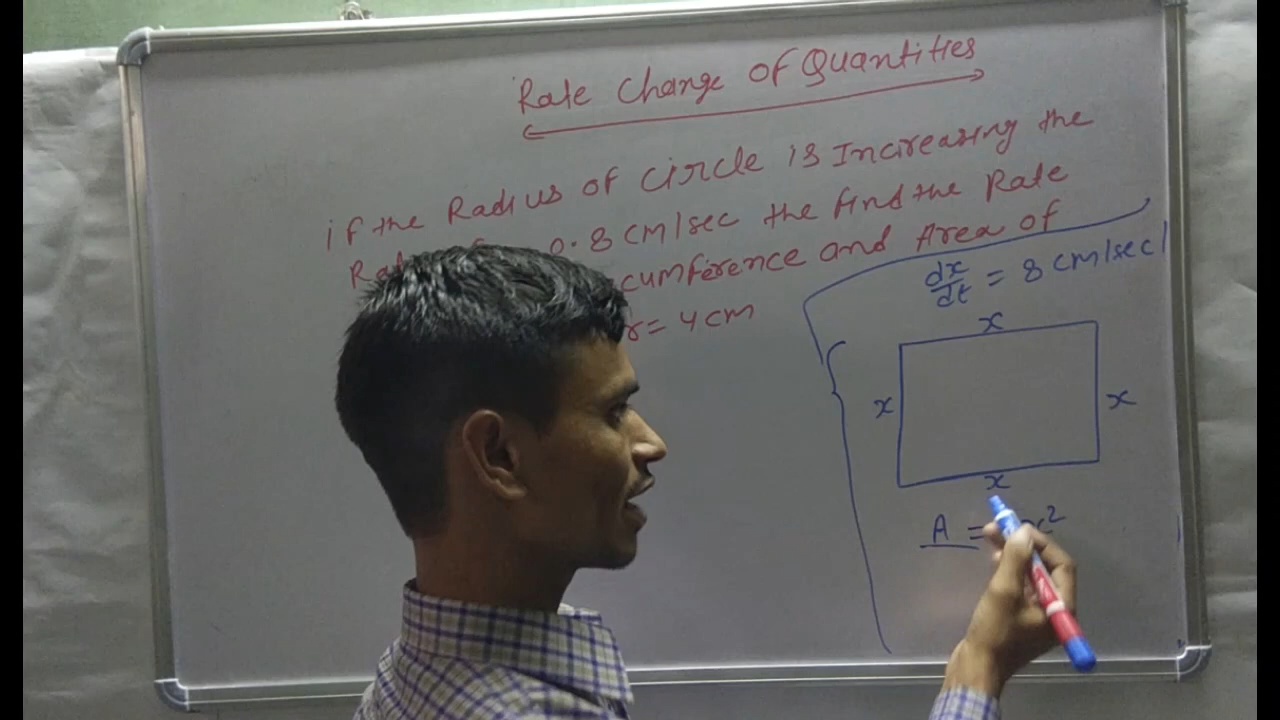 Rate Change of Quantities
if the Radius of circle is Increasing the
0.8 cm/sec the find the Rate
cumference and Area of
r = 4 cm
dx/dt = 8 cm/sec
x
x
x
x
A = x²